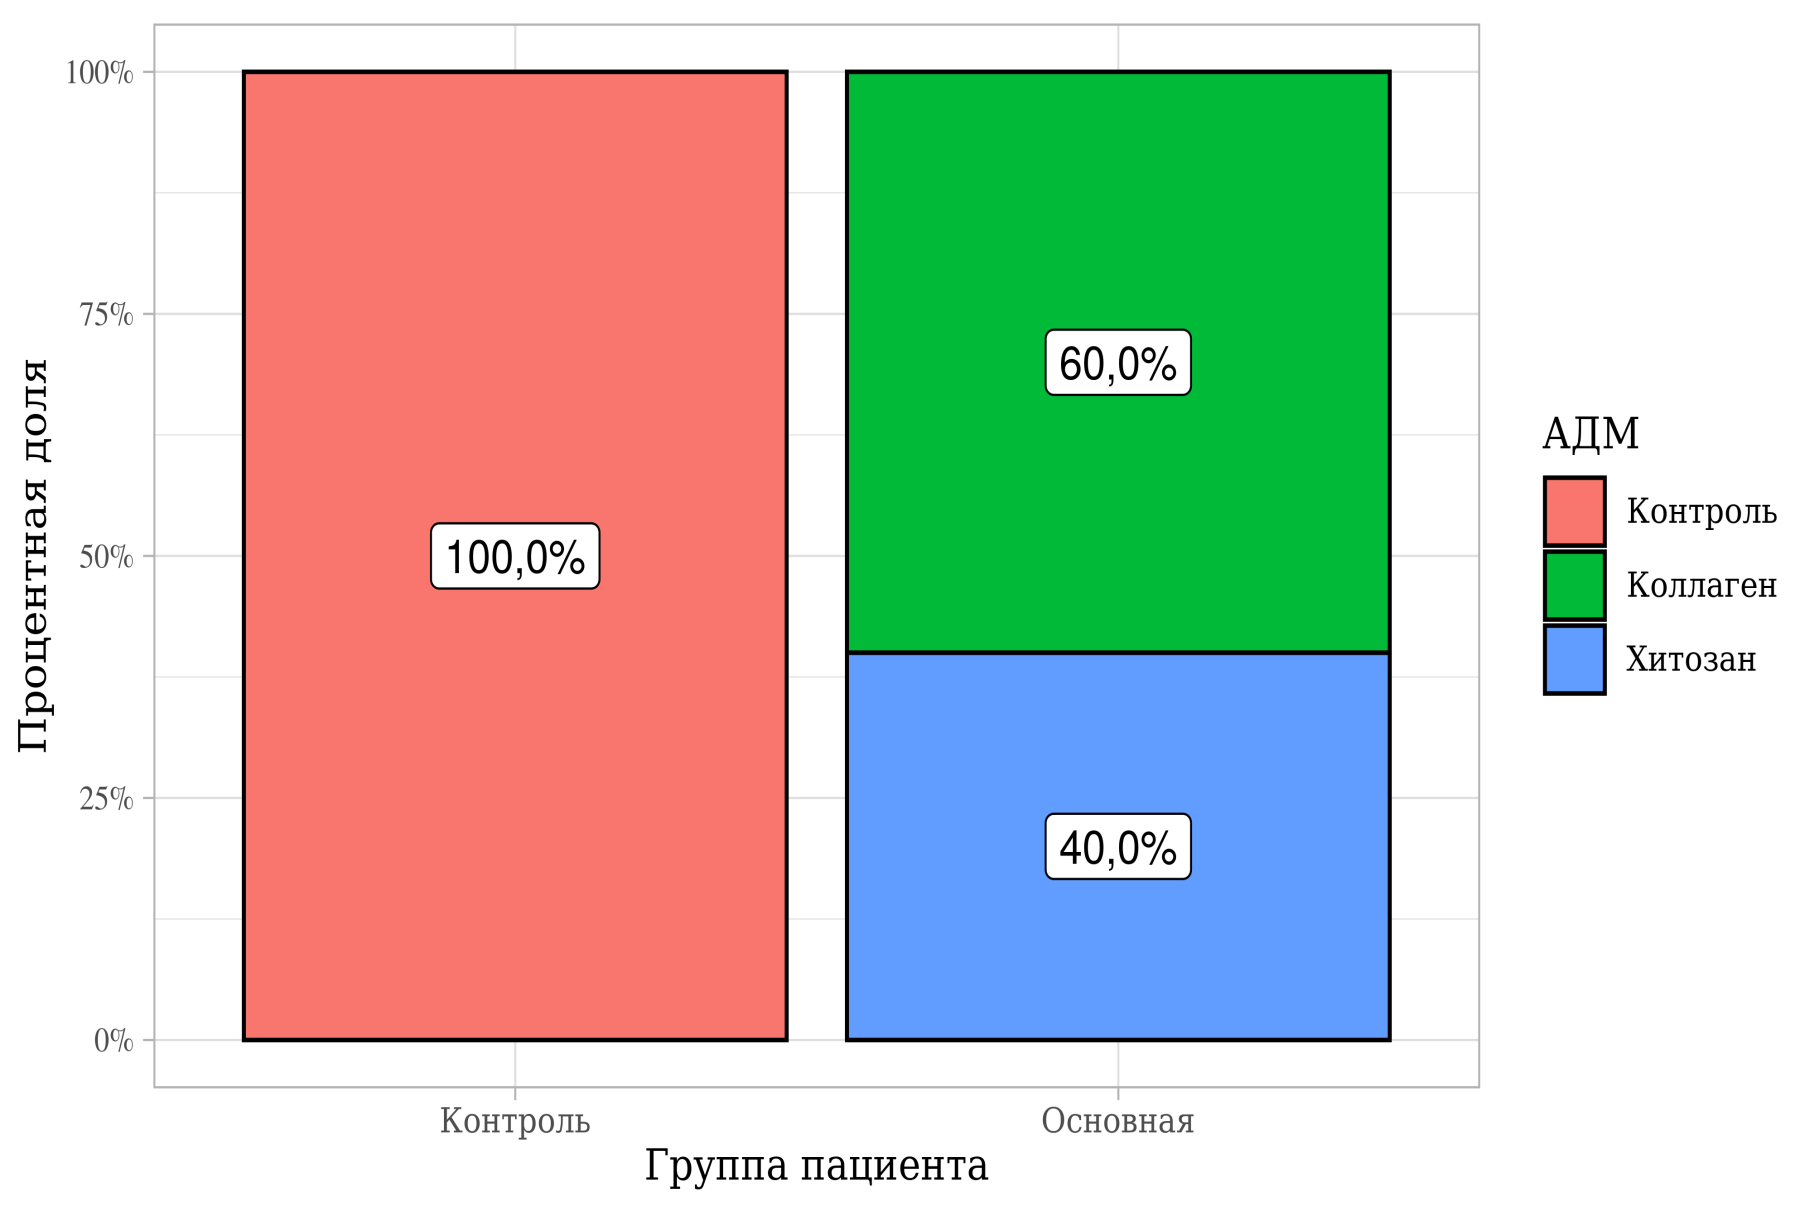 Процентная доля
100%
75%
50%
25%
0%
100,0%
60,0%
40,0%
Контроль
Основная
Группа пациента
АДМ
Контроль
Коллаген
Хитозан